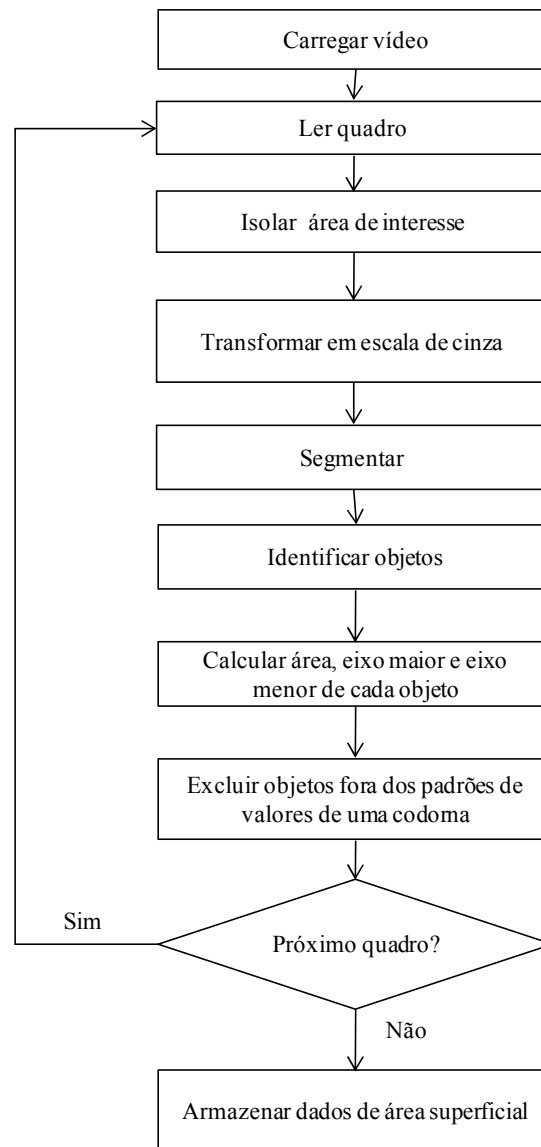 Carregar vídeo
Ler quadro
Isolar área de interesse
Transformar em escala de cinza
Segmentar
Identificar objetos
Calcular área, eixo maior e eixo
menor de cada objeto
Excluir objetos fora dos padrões de
valores de uma codorna
Sim
Próximo quadro?
Não
Armazenar dados de área superficial